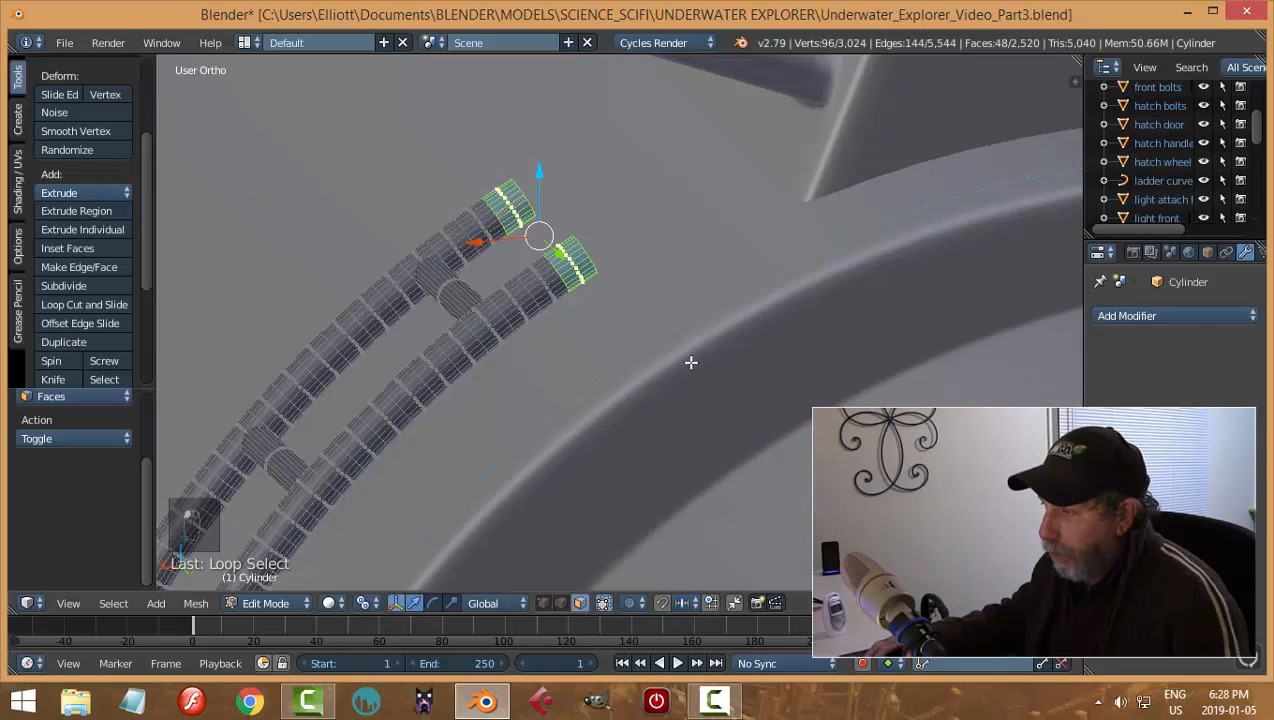 Blender* [C:\Users\Elliott\Documents\BLENDER\MODELS\SCIENCE_SCIFI\UNDERWATER EXPLORER\Underwater_Explorer_Video_Part3.blend]
File Render Window Help Default Scene Cycles Render v2.79 | Verts:96/3,024 | Edges:144/5,544 | Faces:48/2,520 | Tris:5,040 | Mem:50.66M | Cylinder
Tools
Create
Shading / UVs
Options
Grease Pencil
Deform:
Slide Ed Vertex
Noise
Smooth Vertex
Randomize
Add:
Extrude
Extrude Region
Extrude Individual
Inset Faces
Make Edge/Face
Subdivide
Loop Cut and Slide
Offset Edge Slide
Duplicate
Spin Screw
Knife Select
Faces
Action
Toggle
User Ortho
Last: Loop Select
(1) Cylinder
View Search All Scen
front bolts
hatch bolts
hatch door
hatch handle
hatch wheel
ladder curve
light attach
light front
Cylinder
Add Modifier
View Select Add Mesh Edit Mode Global
-40 -20 0 20 40 60 80 100 120 140 160 180
View Marker Frame Playback Start: 1 End: 250 1 No Sync
ENG
US
6:28 PM
2019-01-05